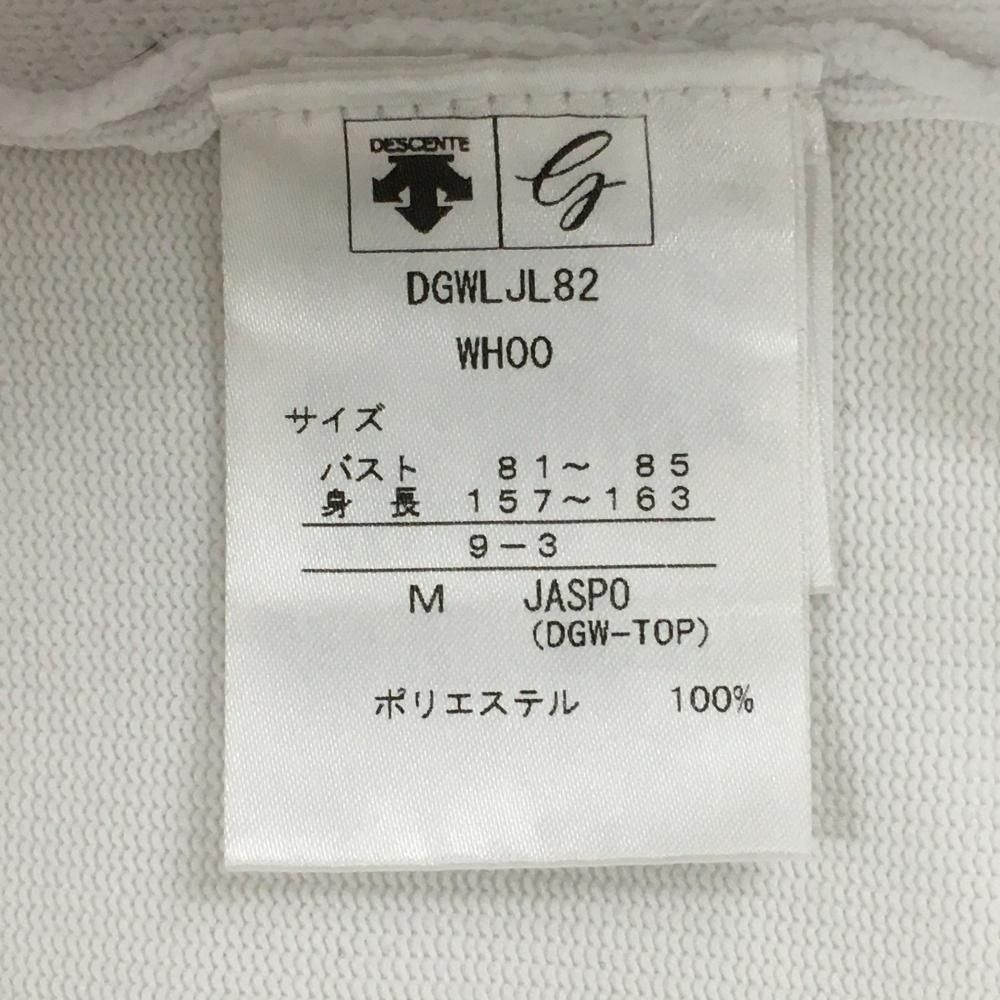 DESCENTE G
DGWLJL82
WH00
サイズ
バスト 81~ 85
身長 157~163
9-3
M JASPO
(DGW-TOP)
ポリエステル 100%